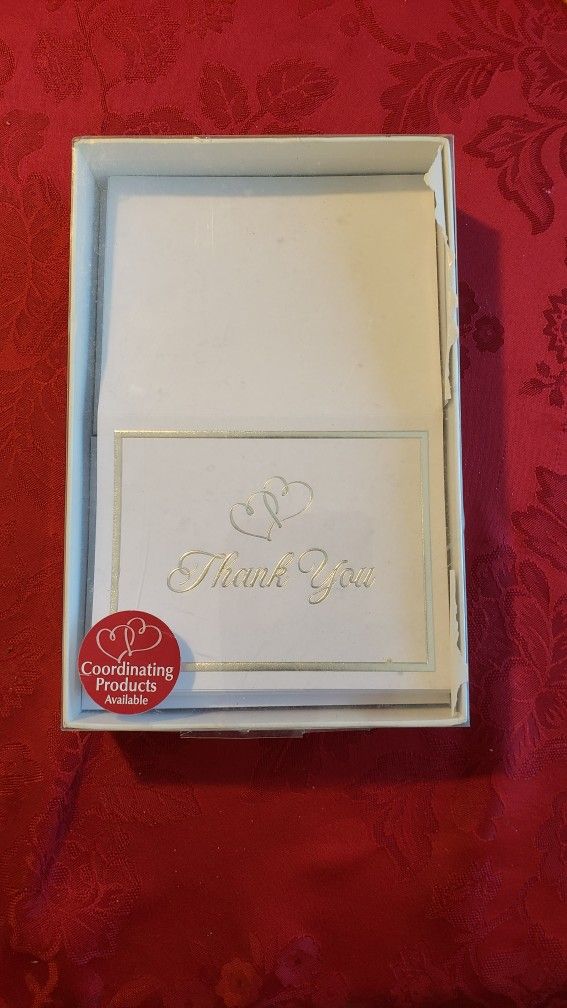 Thank You
Coordinating
Products
Available